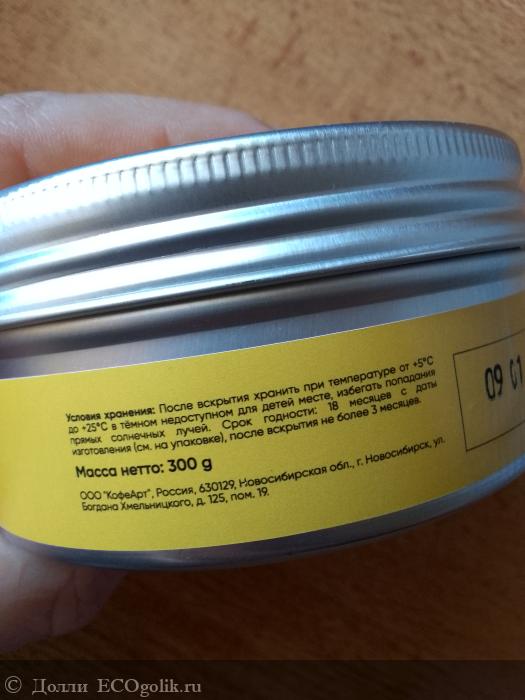 Условия хранения: После вскрытия хранить при температуре от +5°C
до +25°C в тёмном недоступном для детей месте, избегать попадания
прямых солнечных лучей. Срок годности: 18 месяцев с даты
изготовления (см. на упаковке), после вскрытия не более 3 месяцев.
Масса нетто: 300 g
ООО "КофеАрт", Россия, 630129, Новосибирская обл., г. Новосибирск, ул.
Богдана Хмельницкого, д. 125, пом. 19.
09 01
© Долли ECOgolik.ru